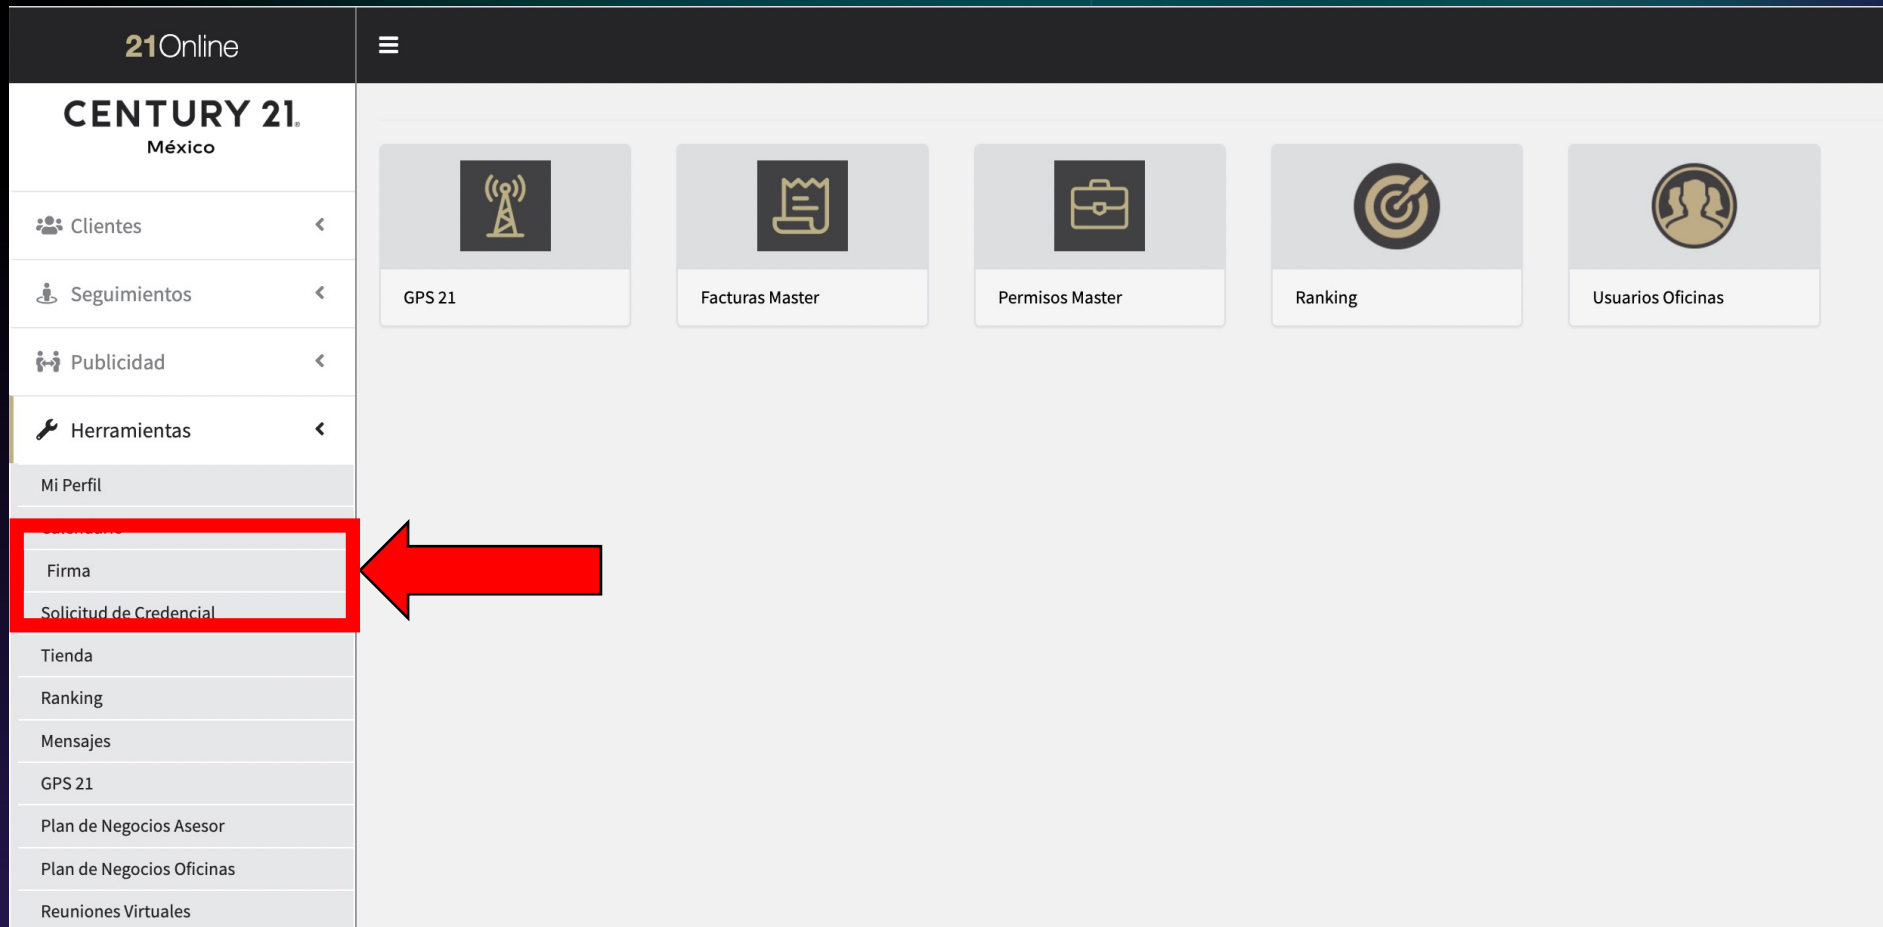 21Online
CENTURY 21®
México
Clientes
Seguimientos
Publicidad
Herramientas
Mi Perfil
Calendario
Firma
Solicitud de Credencial
Tienda
Ranking
Mensajes
GPS 21
Plan de Negocios Asesor
Plan de Negocios Oficinas
Reuniones Virtuales
GPS 21
Facturas Master
Permisos Master
Ranking
Usuarios Oficinas